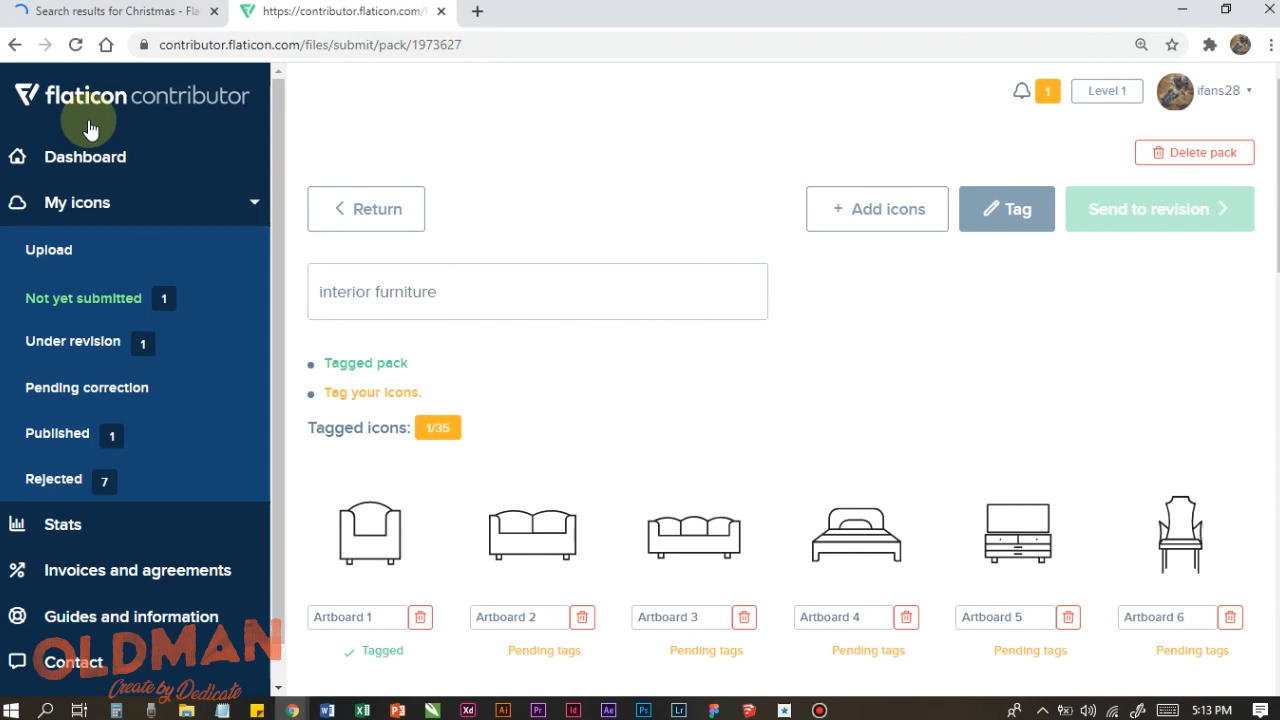 Search results for Christmas - Fla
https://contributor.flaticon.com/f
contributor.flaticon.com/files/submit/pack/1973627
flaticon contributor
1
Level 1
ifans28
Dashboard
Delete pack
My icons
Return
+ Add icons
Tag
Send to revision
Upload
interior furniture
Not yet submitted 1
Under revision 1
Tagged pack
Pending correction
Tag your icons.
Published 1
Tagged icons: 1/35
Rejected 7
Stats
Invoices and agreements
Guides and information
Artboard 1
Artboard 2
Artboard 3
Artboard 4
Artboard 5
Artboard 6
Contact
Tagged
Pending tags
Pending tags
Pending tags
Pending tags
Pending tags
OLDMAN
Create by Dedicate
5:13 PM